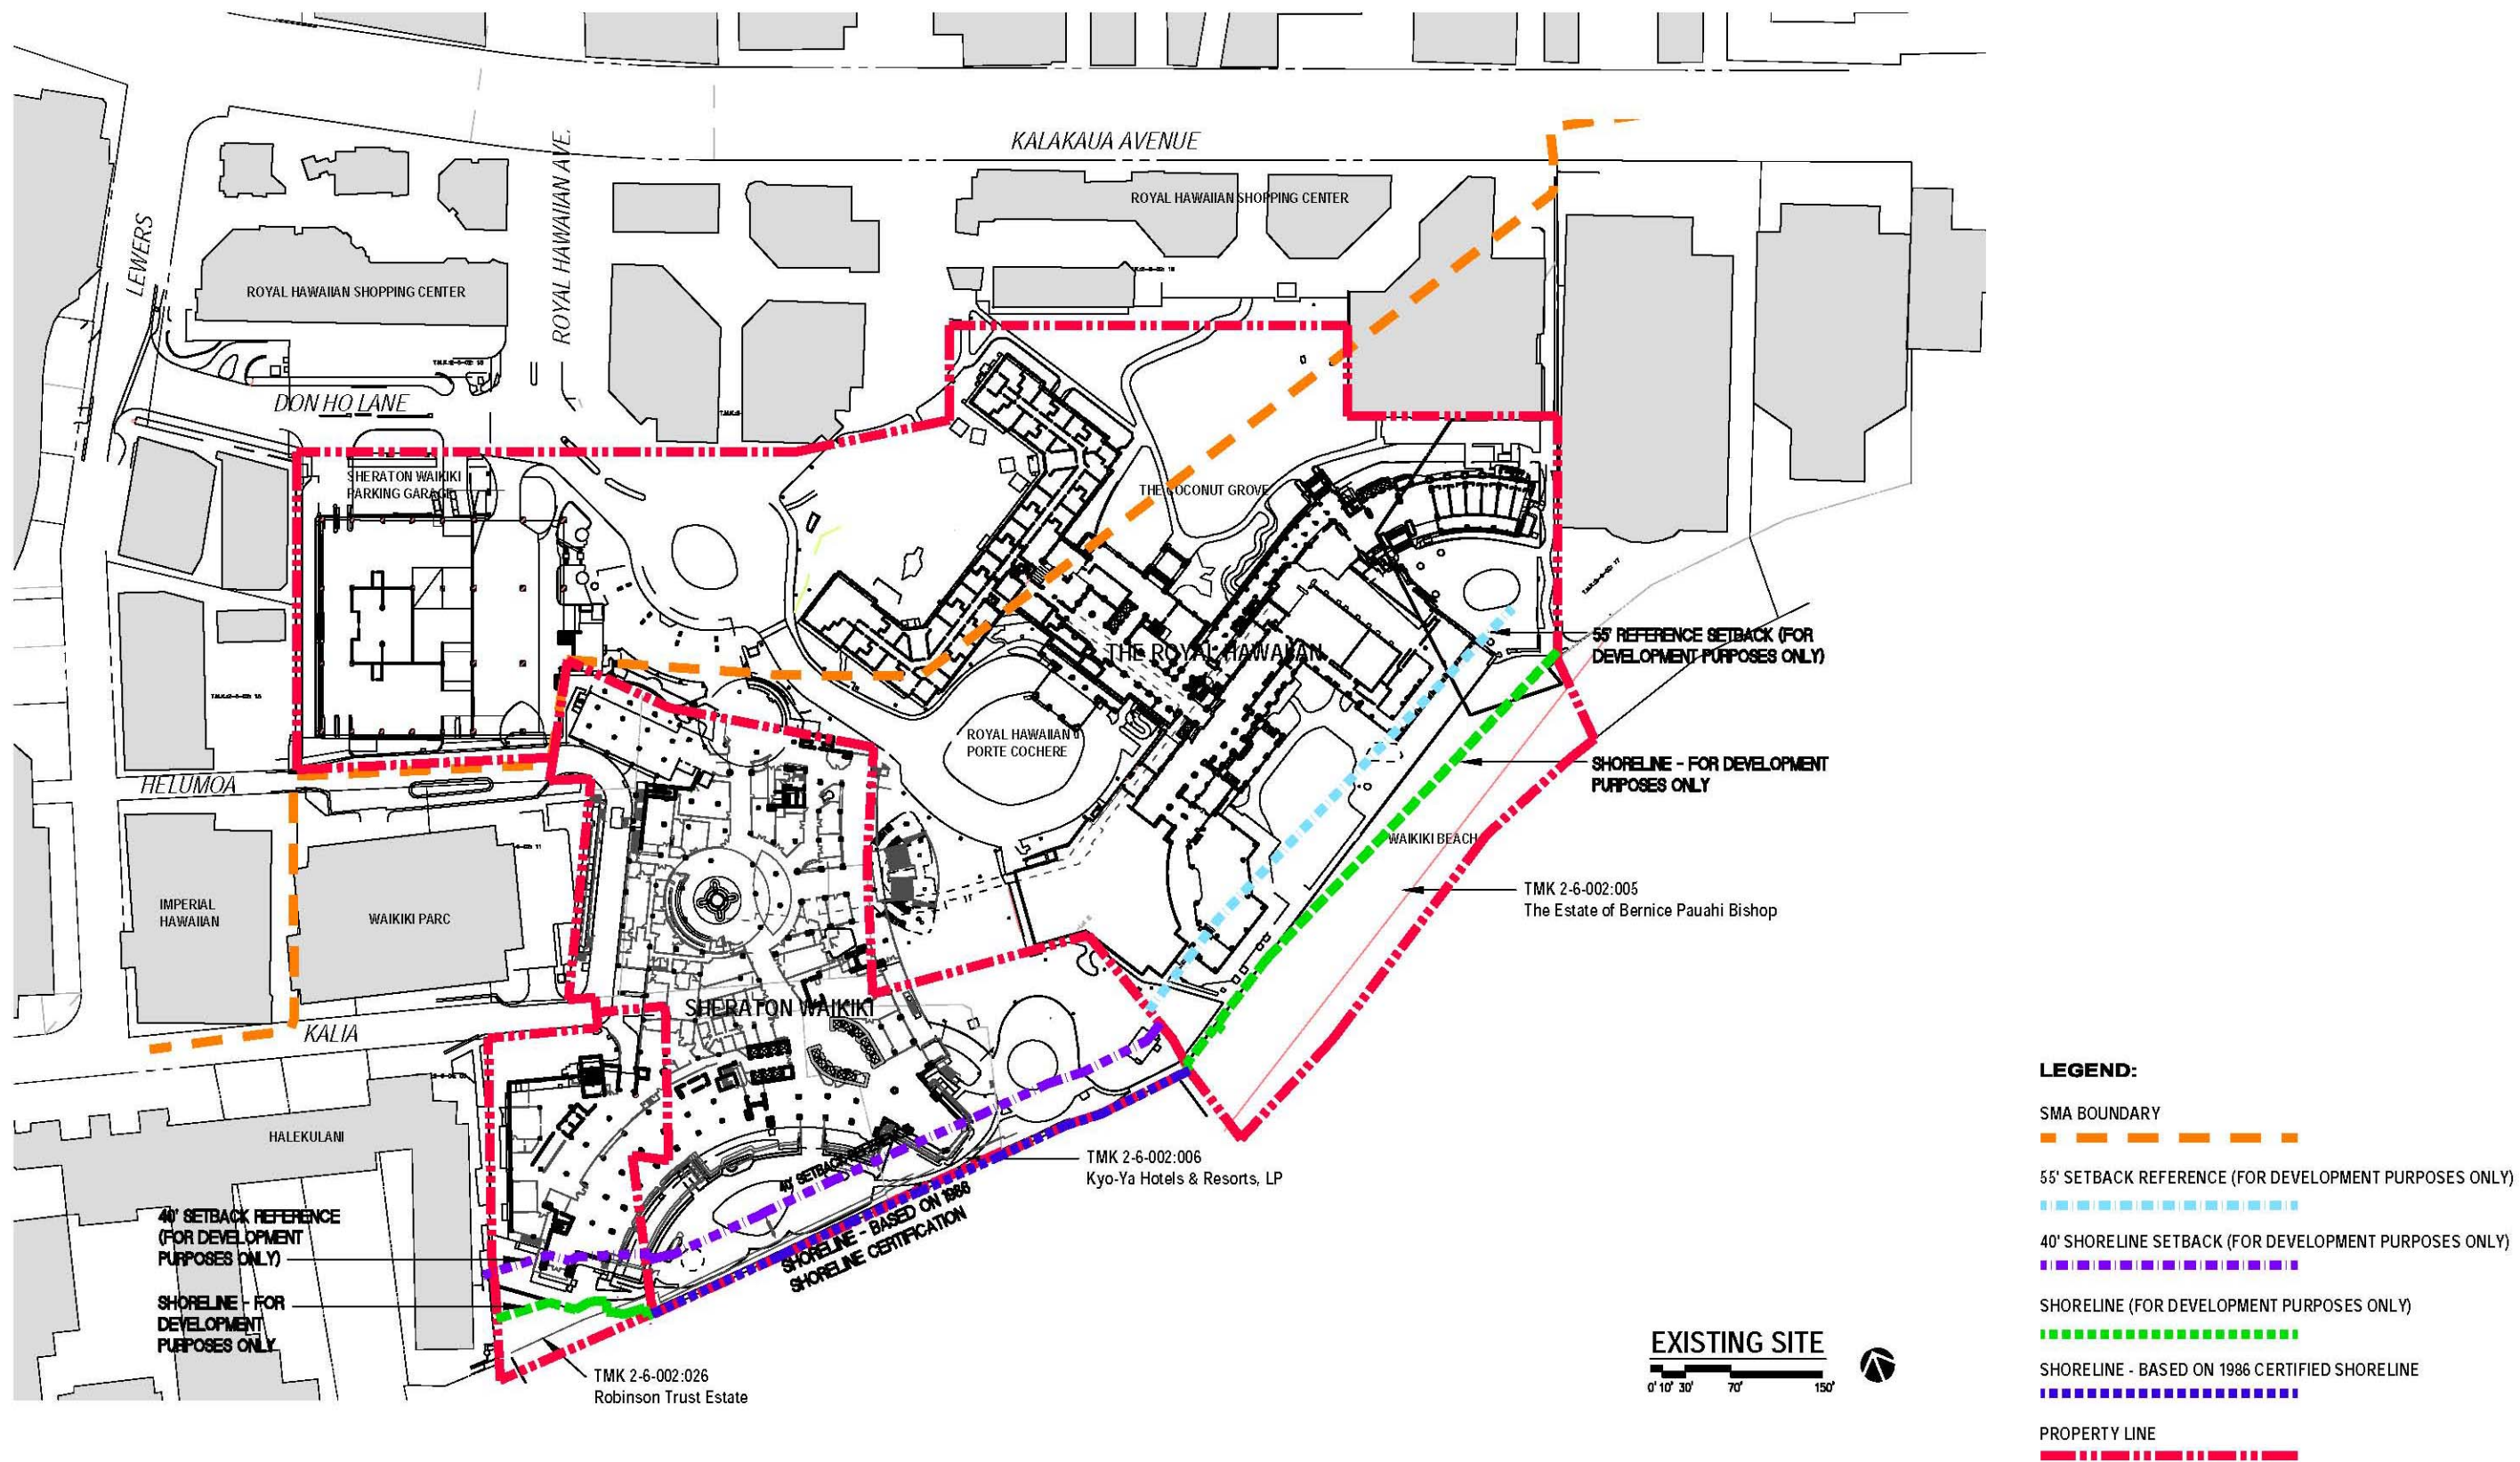 KALAKAUA AVENUE
ROYAL HAWAIIAN AVE.
LEWERS
ROYAL HAWAIIAN SHOPPING CENTER
ROYAL HAWAIIAN SHOPPING CENTER
DON HO LANE
SHERATON WAIKIKI
PARKING GARAGE
THE COCONUT GROVE
THE ROYAL HAWAIIAN
55' REFERENCE SETBACK (FOR
DEVELOPMENT PURPOSES ONLY)
ROYAL HAWAIIAN
PORTE COCHERE
SHORELINE - FOR DEVELOPMENT
PURPOSES ONLY
HELUMOA
WAIKIKI BEACH
TMK 2-6-002:005
The Estate of Bernice Pauahi Bishop
IMPERIAL
HAWAIIAN
WAIKIKI PARC
SHERATON WAIKIKI
KALIA
HALEKULANI
TMK 2-6-002:006
Kyo-Ya Hotels & Resorts, LP
40' SETBACK
SHORELINE - BASED ON 1986
SHORELINE CERTIFICATION
40' SETBACK REFERENCE
(FOR DEVELOPMENT
PURPOSES ONLY)
SHORELINE - FOR
DEVELOPMENT
PURPOSES ONLY
TMK 2-6-002:026
Robinson Trust Estate
EXISTING SITE
0' 10' 30' 70' 150'
LEGEND:
SMA BOUNDARY
55' SETBACK REFERENCE (FOR DEVELOPMENT PURPOSES ONLY)
40' SHORELINE SETBACK (FOR DEVELOPMENT PURPOSES ONLY)
SHORELINE (FOR DEVELOPMENT PURPOSES ONLY)
SHORELINE - BASED ON 1986 CERTIFIED SHORELINE
PROPERTY LINE